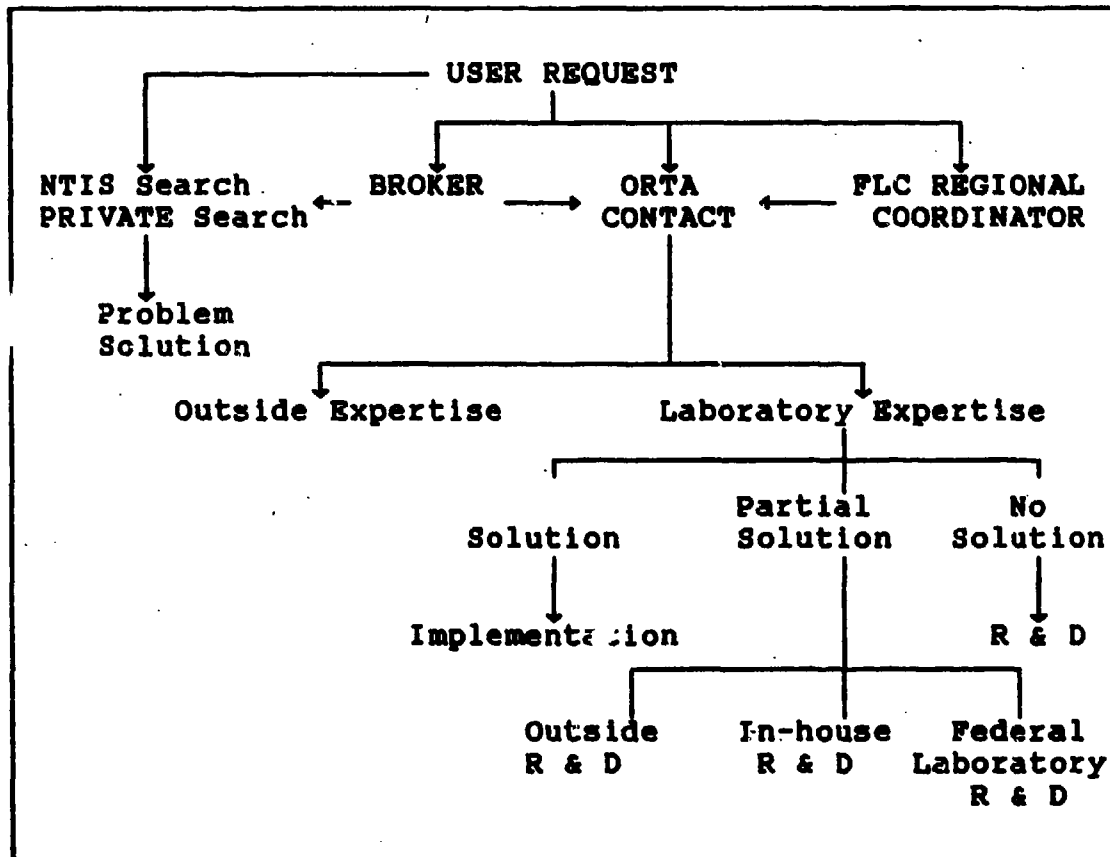 USER REQUEST
NTIS Search
PRIVATE Search
BROKER
ORTA
CONTACT
FLC REGIONAL
COORDINATOR
Problem
Solution
Outside Expertise
Laboratory Expertise
Solution
Partial
Solution
No
Solution
Implementation
R & D
Outside
R & D
In-house
R & D
Federal
Laboratory
R & D